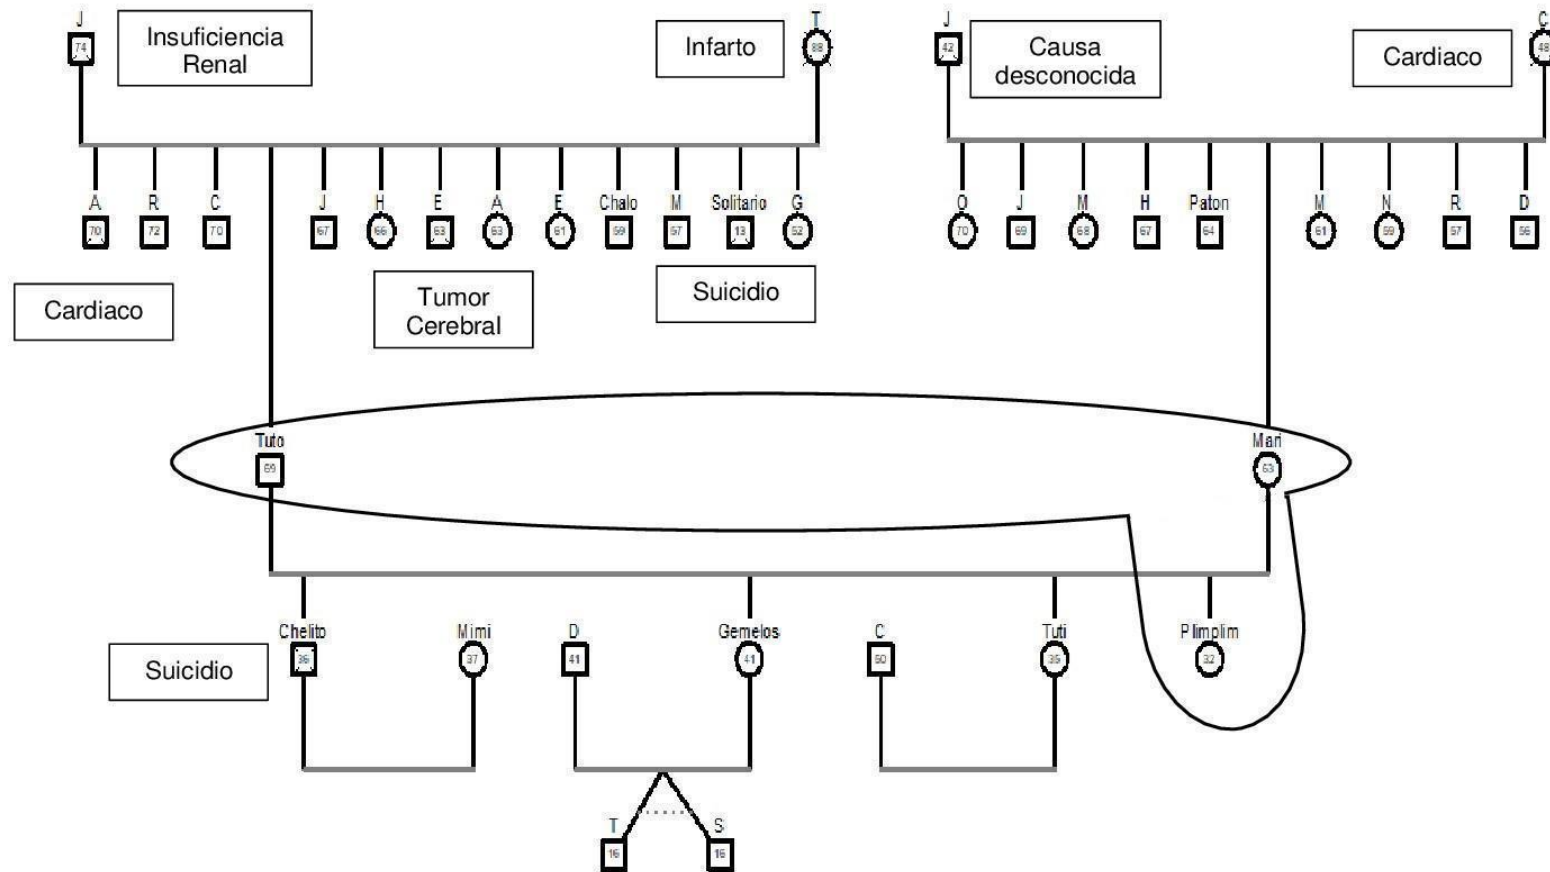 J
74
Insuficiencia
Renal
Infarto
T
88
J
42
Causa
desconocida
Cardiaco
C
48
A
R
C
J
H
E
A
E
Chalo
M
Solitario
G
70
72
70
67
66
63
63
61
59
57
13
52
O
J
M
H
Paton
M
N
R
D
70
69
68
67
64
61
59
57
56
Cardiaco
Tumor
Cerebral
Suicidio
Tuto
69
Mari
63
Chelito
Mimi
D
Gemelos
C
Tuti
Plimplim
Suicidio
36
37
41
41
50
35
32
T
S
16
16